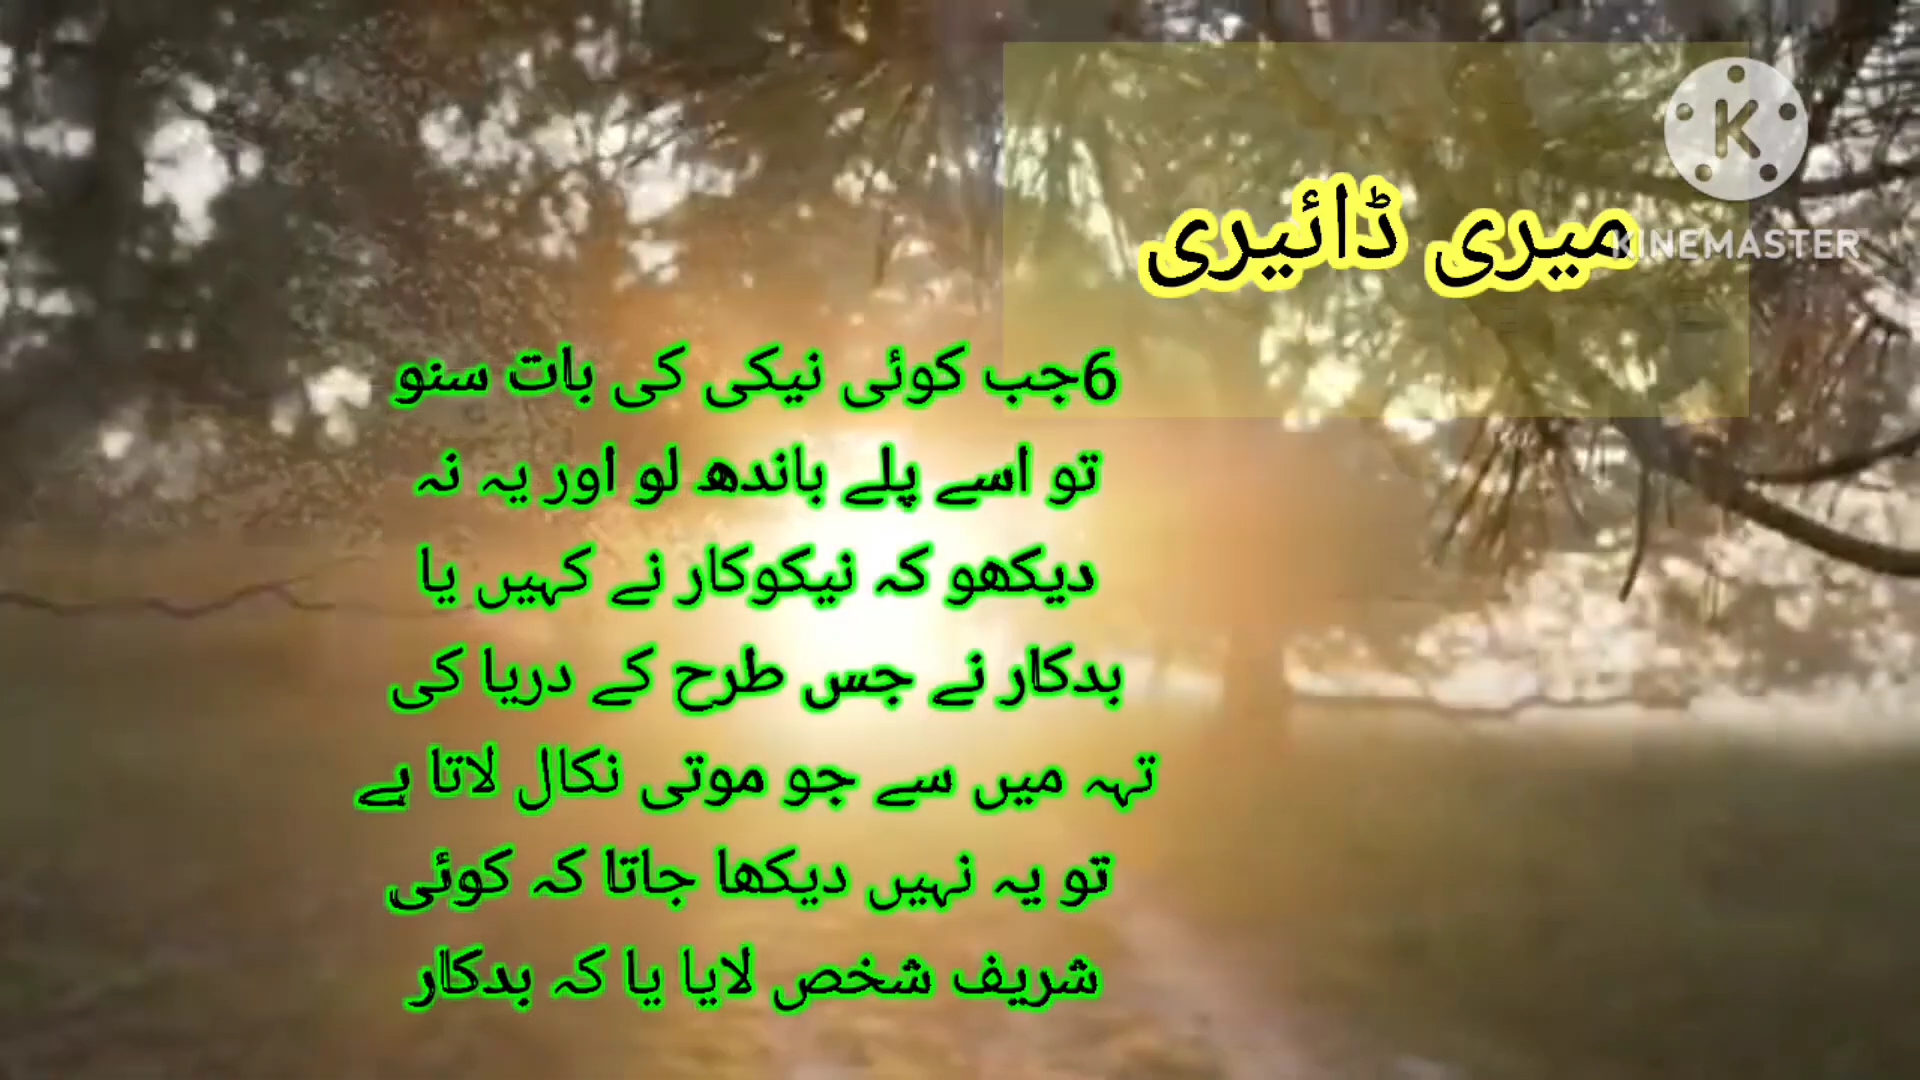 میری ڈائیری
KINEMASTER
6جب کوئی نیکی کی بات سنو
تو اسے پلے باندھ لو اور یہ نہ
دیکھو کہ نیکوکار نے کہیں یا
بدکار نے جس طرح کے دریا کی
تہہ میں سے جو موتی نکال لاتا ہے
تو یہ نہیں دیکھا جاتا کہ کوئی
شریف شخص لایا یا کہ بدکار